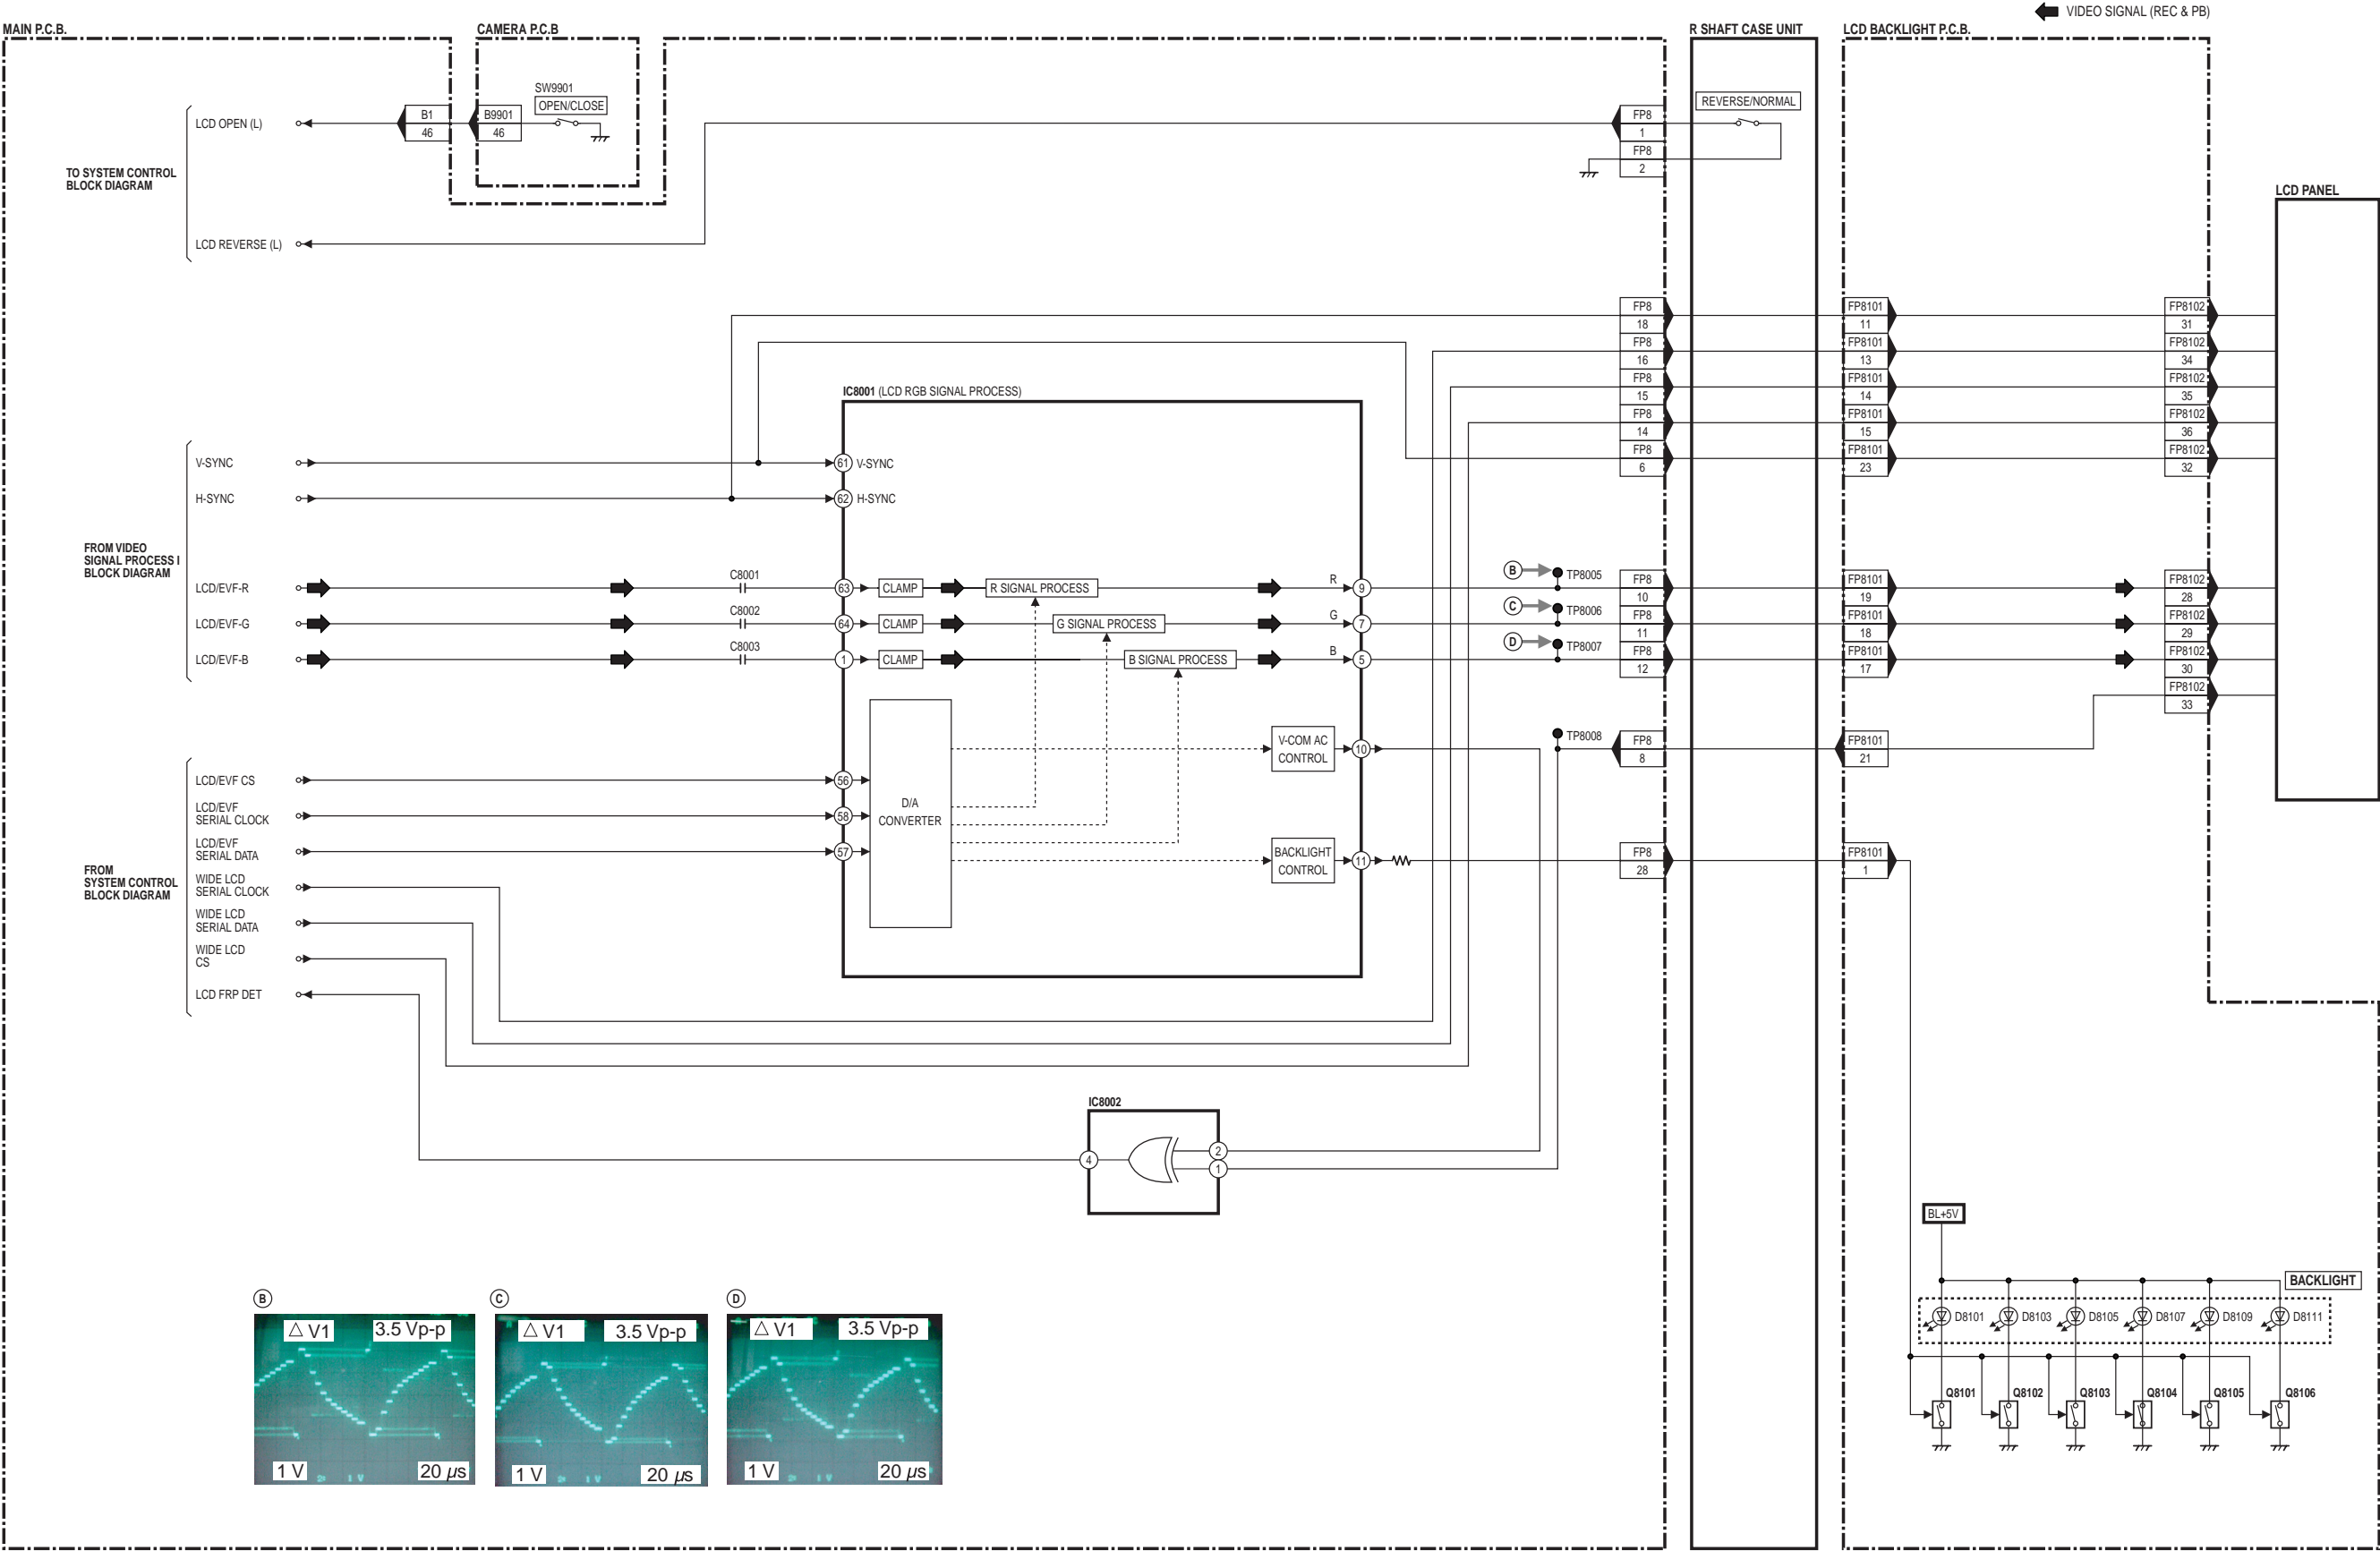 VIDEO SIGNAL (REC & PB)
MAIN P.C.B.
CAMERA P.C.B
R SHAFT CASE UNIT
LCD BACKLIGHT P.C.B.
SW9901
OPEN/CLOSE
REVERSE/NORMAL
LCD OPEN (L)
B1
46
B9901
46
FP8
1
FP8
2
TO SYSTEM CONTROL
BLOCK DIAGRAM
LCD REVERSE (L)
LCD PANEL
FP8
18
FP8101
11
FP8102
31
FP8
16
FP8101
13
FP8102
34
FP8
15
FP8101
14
FP8102
35
FP8
14
FP8101
15
FP8102
36
FP8
6
FP8101
23
FP8102
32
IC8001 (LCD RGB SIGNAL PROCESS)
V-SYNC
61 V-SYNC
H-SYNC
62 H-SYNC
FROM VIDEO
SIGNAL PROCESS I
BLOCK DIAGRAM
LCD/EVF-R
C8001
63
CLAMP
R SIGNAL PROCESS
R
9
B
TP8005
FP8
10
FP8101
19
FP8102
28
LCD/EVF-G
C8002
64
CLAMP
G SIGNAL PROCESS
G
7
C
TP8006
FP8
11
FP8101
18
FP8102
29
LCD/EVF-B
C8003
1
CLAMP
B SIGNAL PROCESS
B
5
D
TP8007
FP8
12
FP8101
17
FP8102
30
FP8102
33
V-COM AC
CONTROL
10
TP8008
FP8
8
FP8101
21
LCD/EVF CS
56
LCD/EVF
SERIAL CLOCK
58
D/A
CONVERTER
LCD/EVF
SERIAL DATA
57
BACKLIGHT
CONTROL
11
FP8
28
FP8101
1
FROM
SYSTEM CONTROL
BLOCK DIAGRAM
WIDE LCD
SERIAL CLOCK
WIDE LCD
SERIAL DATA
WIDE LCD
CS
LCD FRP DET
IC8002
4
2
1
BL+5V
BACKLIGHT
D8101
D8103
D8105
D8107
D8109
D8111
Q8101
Q8102
Q8103
Q8104
Q8105
Q8106
B
△ V1
3.5 Vp-p
1 V
20 µs
C
△ V1
3.5 Vp-p
1 V
20 µs
D
△ V1
3.5 Vp-p
1 V
20 µs